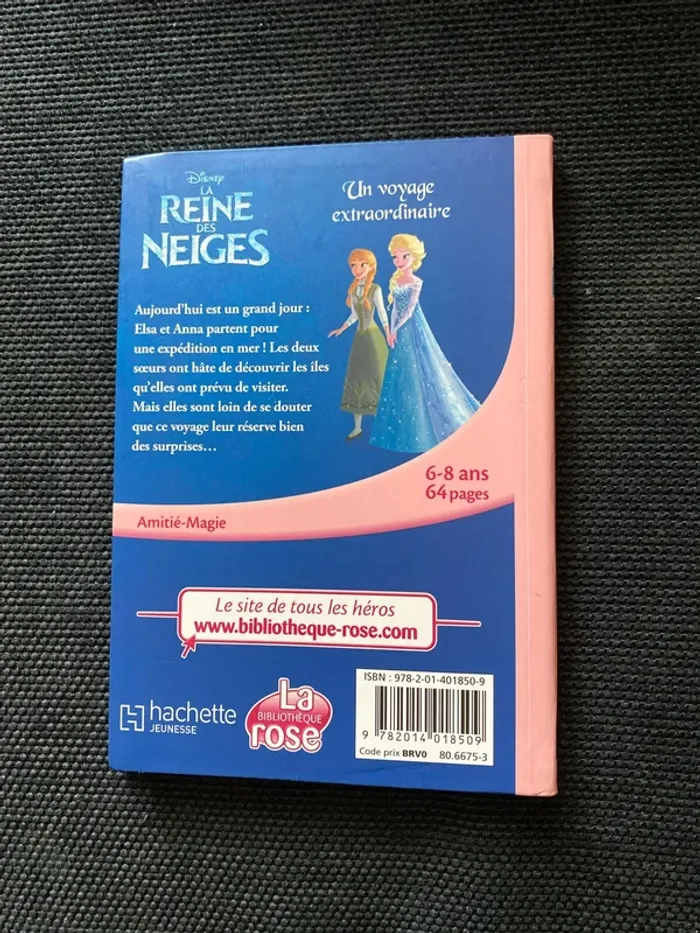 Disney
LA
REINE
DES
NEIGES
Un voyage
extraordinaire
Aujourd'hui est un grand jour :
Elsa et Anna partent pour
une expédition en mer ! Les deux
sœurs ont hâte de découvrir les îles
qu'elles ont prévu de visiter.
Mais elles sont loin de se douter
que ce voyage leur réserve bien
des surprises…
6-8 ans
64 pages
Amitié-Magie
Le site de tous les héros
www.bibliotheque-rose.com
hachette
JEUNESSE
La
BIBLIOTHÈQUE
rose
ISBN : 978-2-01-401850-9
9 782014 018509
Code prix BRV0 80.6675-3